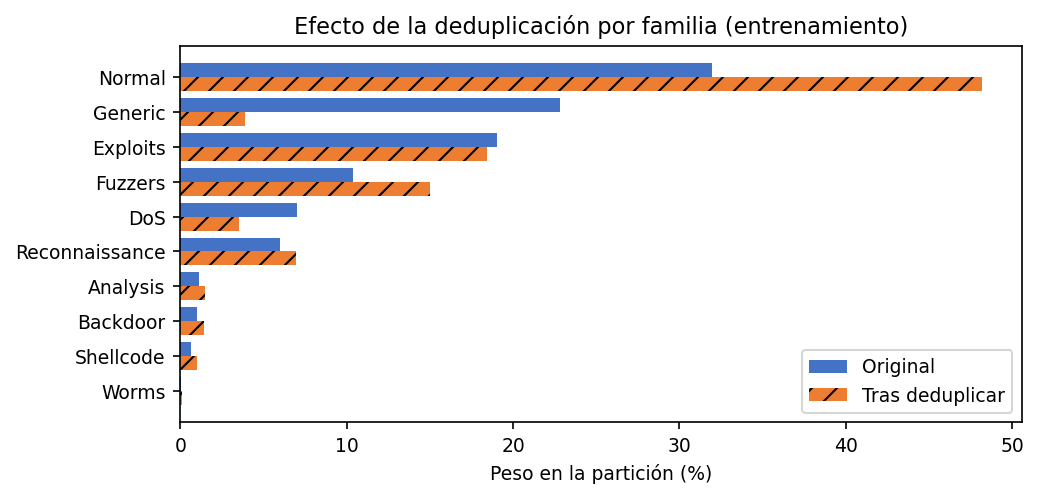 Efecto de la deduplicación por familia (entrenamiento)
Normal
Generic
Exploits
Fuzzers
DoS
Reconnaissance
Analysis
Backdoor
Shellcode
Worms
Original
Tras deduplicar
0 10 20 30 40 50
Peso en la partición (%)